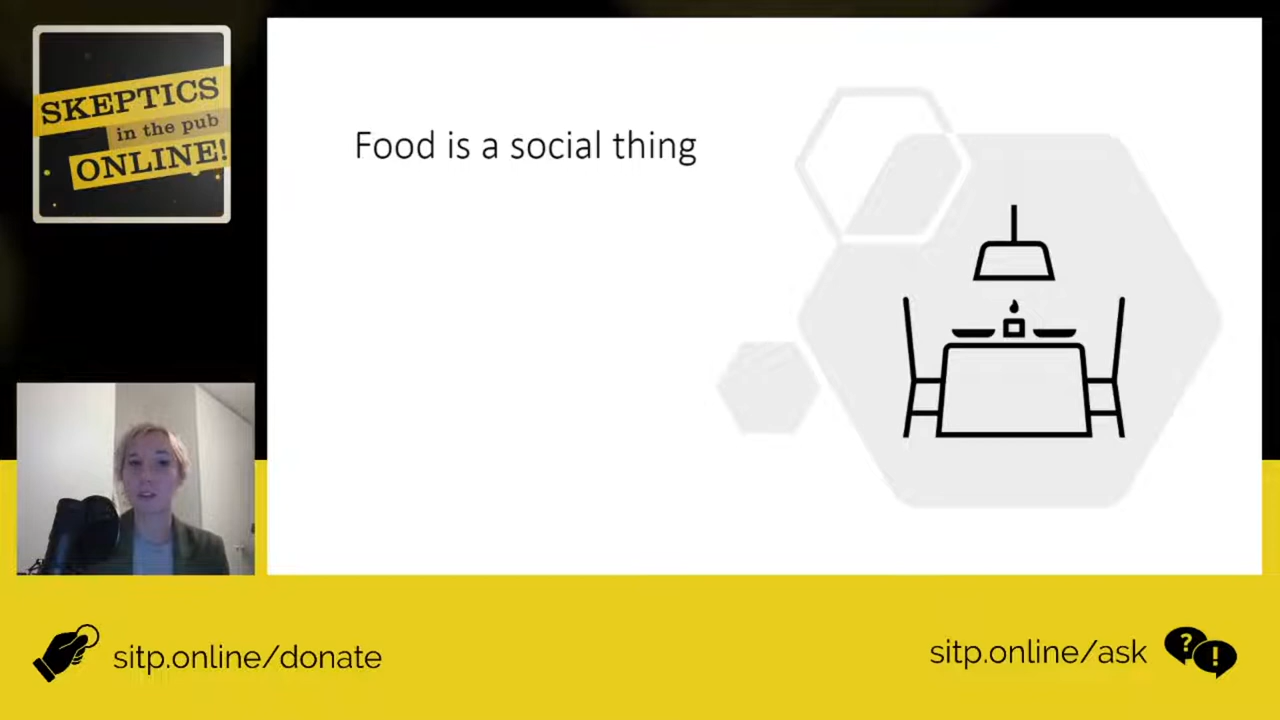 SKEPTICS
in the pub
ONLINE!
Food is a social thing
sitp.online/donate
sitp.online/ask
? !